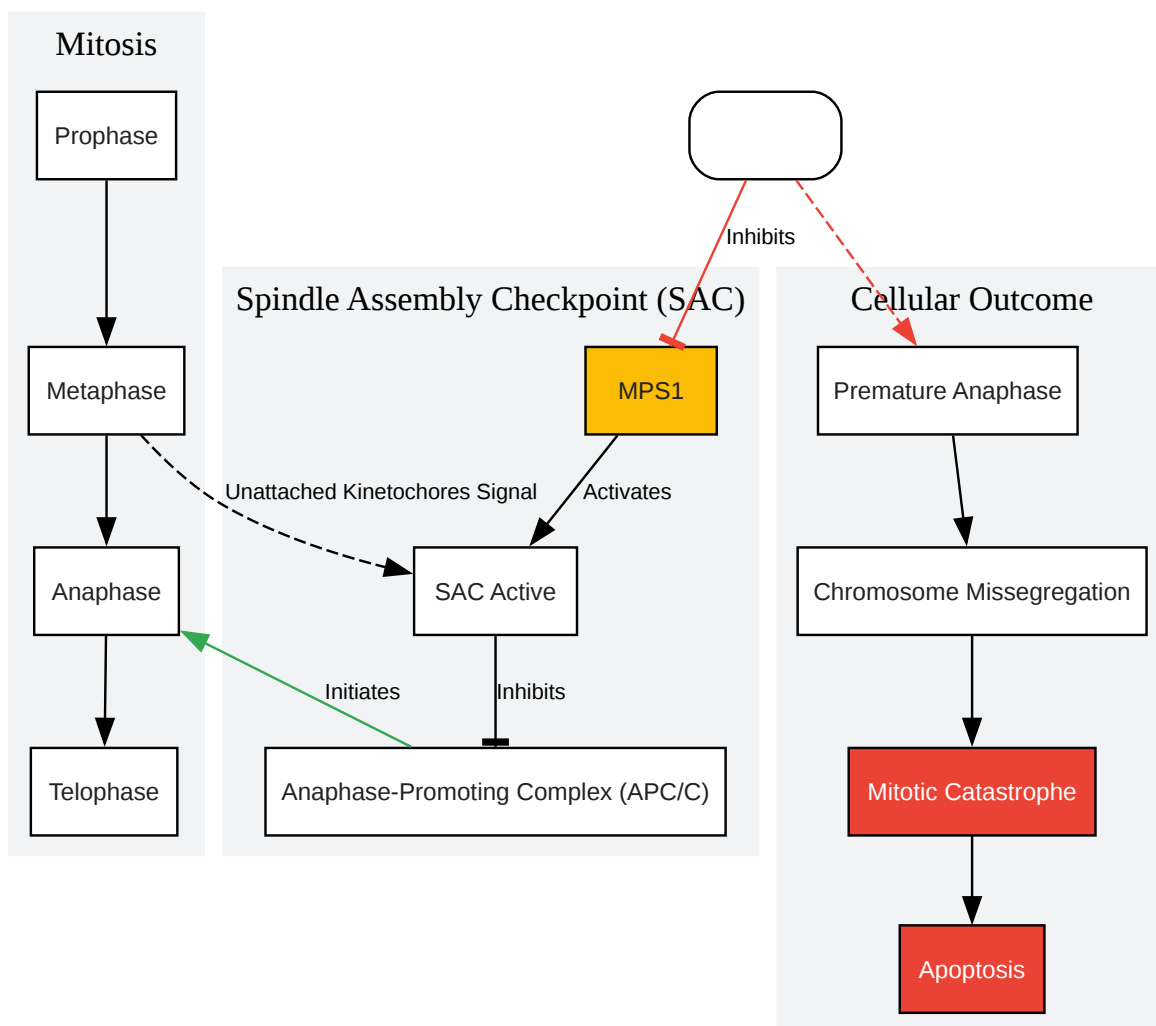 Mitosis
Prophase
Inhibits
Spindle Assembly Checkpoint (SAC)
Cellular Outcome
Metaphase
MPS1
Premature Anaphase
Unattached Kinetochores Signal
Activates
Anaphase
SAC Active
Chromosome Missegregation
Initiates
Inhibits
Telophase
Anaphase-Promoting Complex (APC/C)
Mitotic Catastrophe
Apoptosis